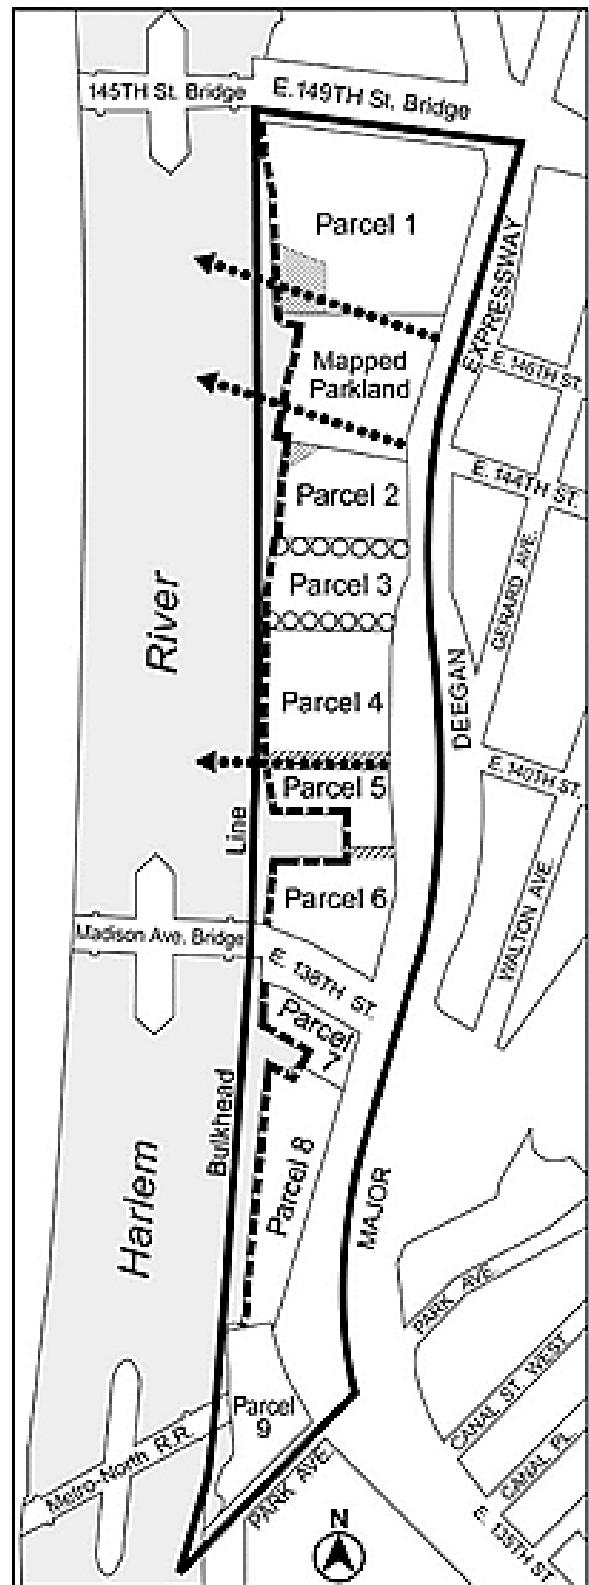 145TH St. Bridge
E.149TH St. Bridge
Parcel 1
EXPRESSWAY
Mapped
Parkland
E. 146TH ST.
E. 144TH ST.
Parcel 2
GERARD AVE.
Parcel 3
River
Parcel 4
DEEGAN
E. 140TH ST.
Parcel 5
Line
Parcel 6
WALTON AVE.
Madison Ave. Bridge
E. 138TH ST.
Parcel
7
Bulkhead
Parcel 8
Harlem
MAJOR
PARK AVE.
CANAL ST. WEST
Parcel
9
CANAL PL.
Metro-North R.R.
PARK AVE.
E. 135TH ST.
N